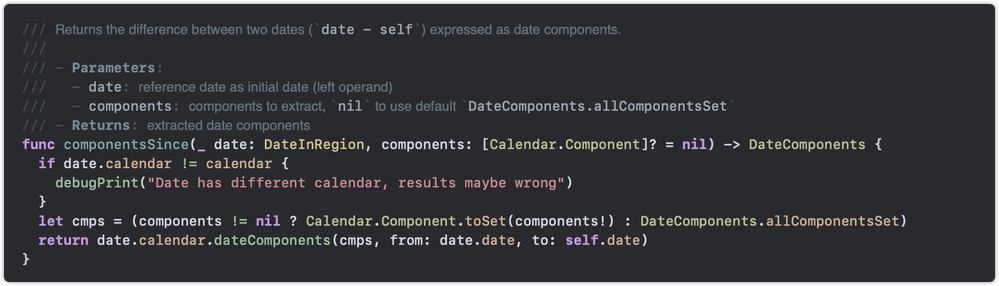 /// Returns the difference between two dates (`date - self`) expressed as date components.
///
/// - Parameters:
///   - date: reference date as initial date (left operand)
///   - components: components to extract, `nil` to use default `DateComponents.allComponentsSet`
/// - Returns: extracted date components
func componentsSince(_ date: DateInRegion, components: [Calendar.Component]? = nil) -> DateComponents {
  if date.calendar != calendar {
    debugPrint("Date has different calendar, results maybe wrong")
  }
  let cmps = (components != nil ? Calendar.Component.toSet(components!) : DateComponents.allComponentsSet)
  return date.calendar.dateComponents(cmps, from: date.date, to: self.date)
}